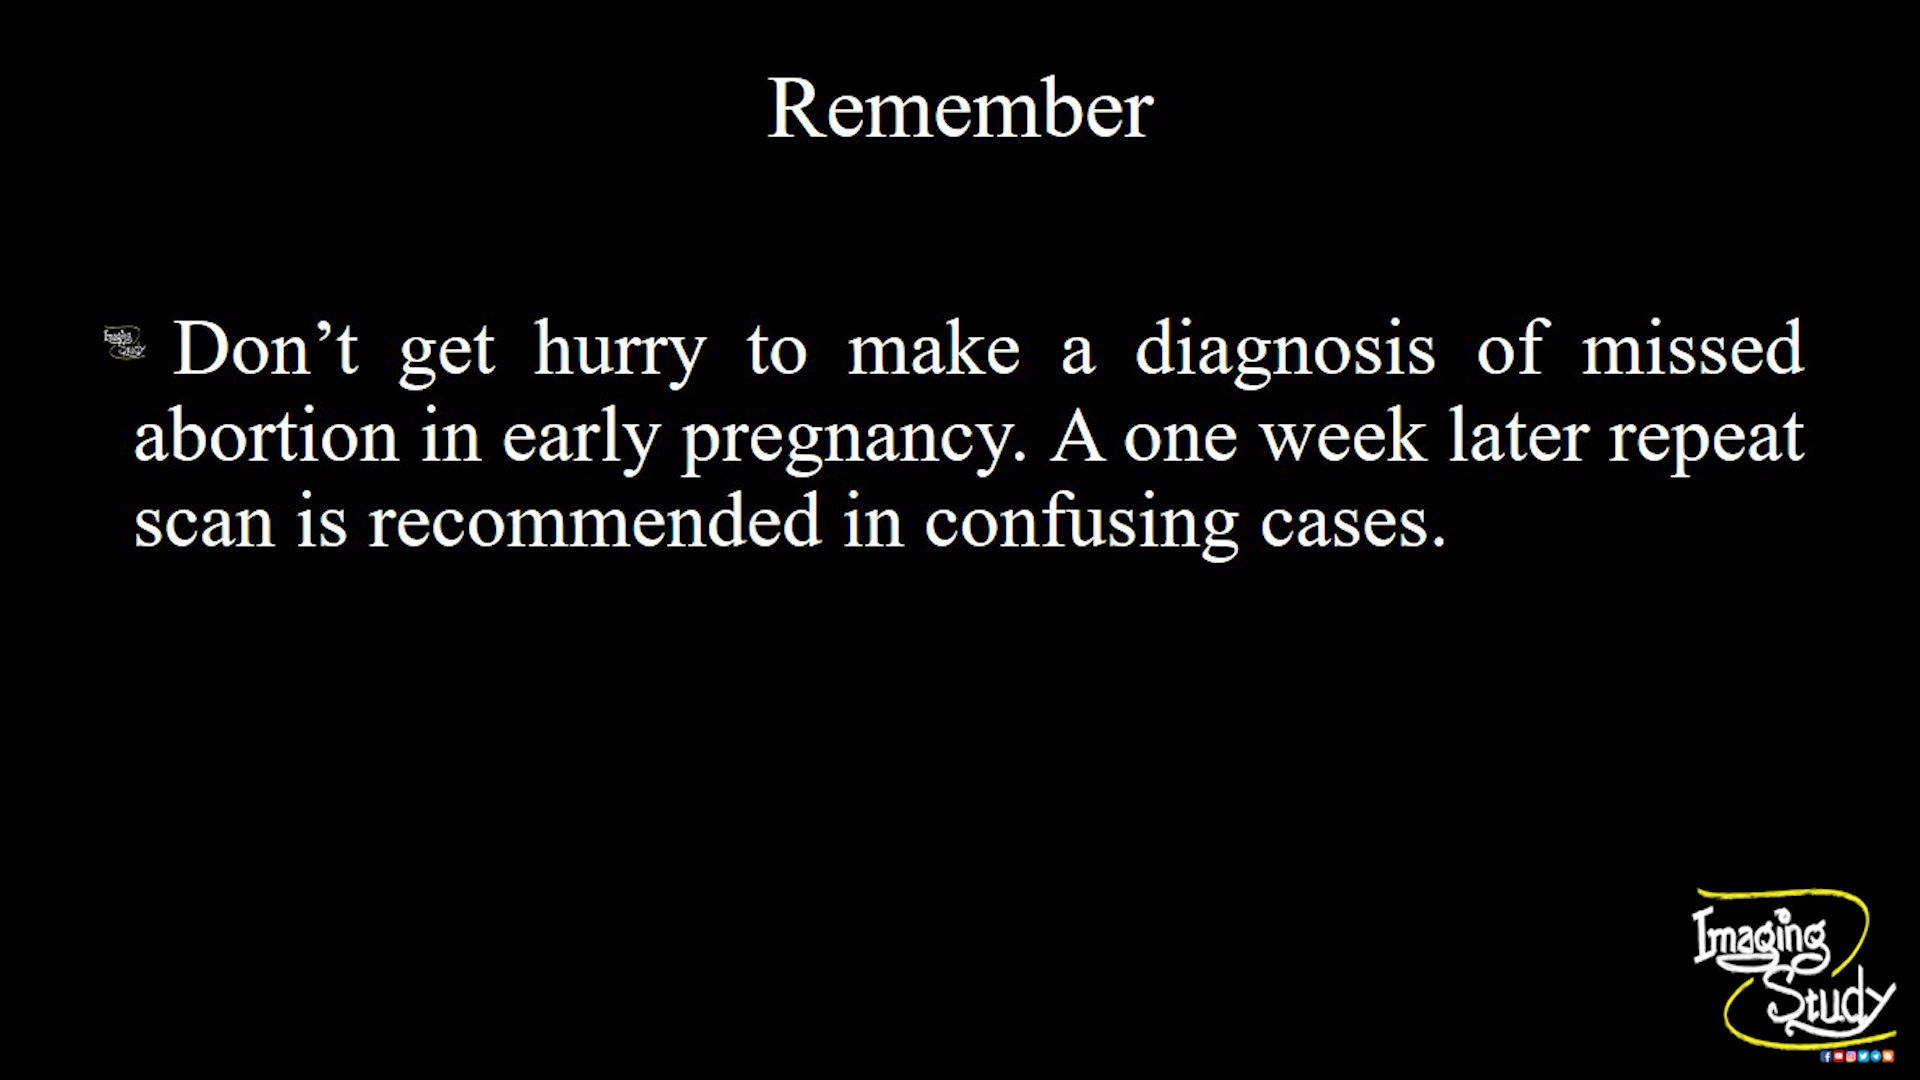 Remember
Don’t get hurry to make a diagnosis of missed
abortion in early pregnancy. A one week later repeat
scan is recommended in confusing cases.
Imaging
Study